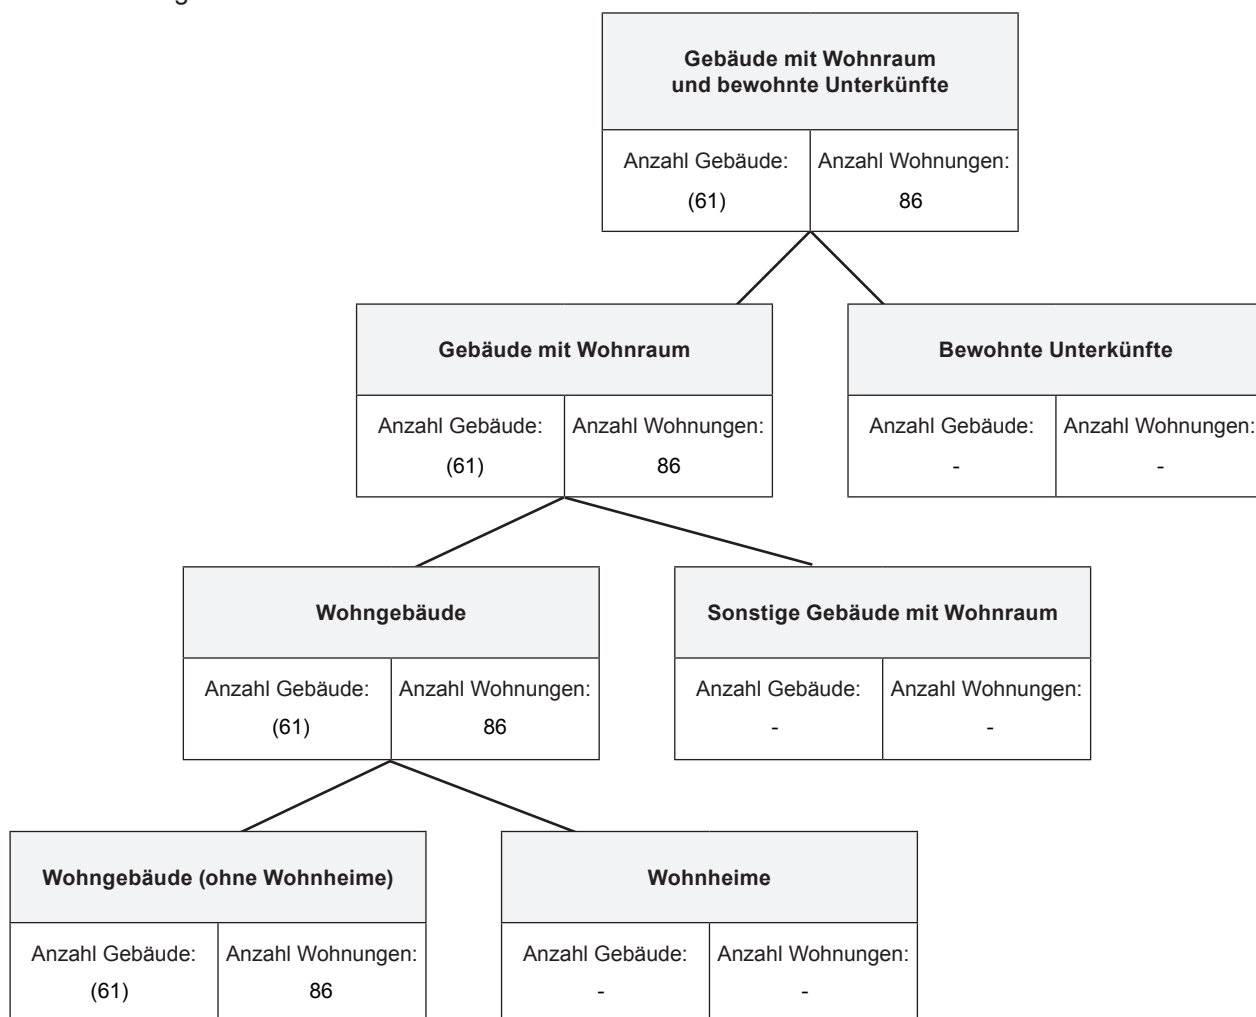 Gebäude mit Wohnraum
und bewohnte Unterkünfte
Anzahl Gebäude: Anzahl Wohnungen:
(61) 86
Gebäude mit Wohnraum
Anzahl Gebäude: Anzahl Wohnungen:
(61) 86
Bewohnte Unterkünfte
Anzahl Gebäude: Anzahl Wohnungen:
- -
Wohngebäude
Anzahl Gebäude: Anzahl Wohnungen:
(61) 86
Sonstige Gebäude mit Wohnraum
Anzahl Gebäude: Anzahl Wohnungen:
- -
Wohngebäude (ohne Wohnheime)
Anzahl Gebäude: Anzahl Wohnungen:
(61) 86
Wohnheime
Anzahl Gebäude: Anzahl Wohnungen:
- -